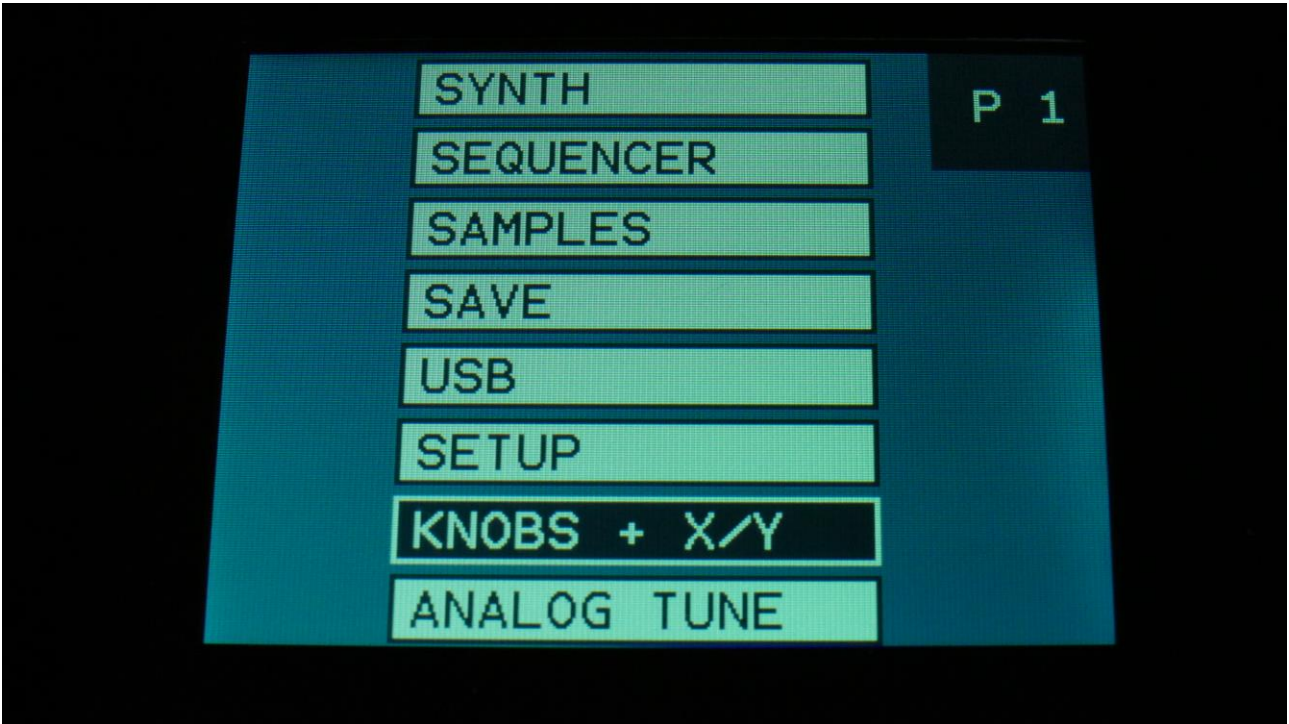 SYNTH
P 1
SEQUENCER
SAMPLES
SAVE
USB
SETUP
KNOBS + X/Y
ANALOG TUNE